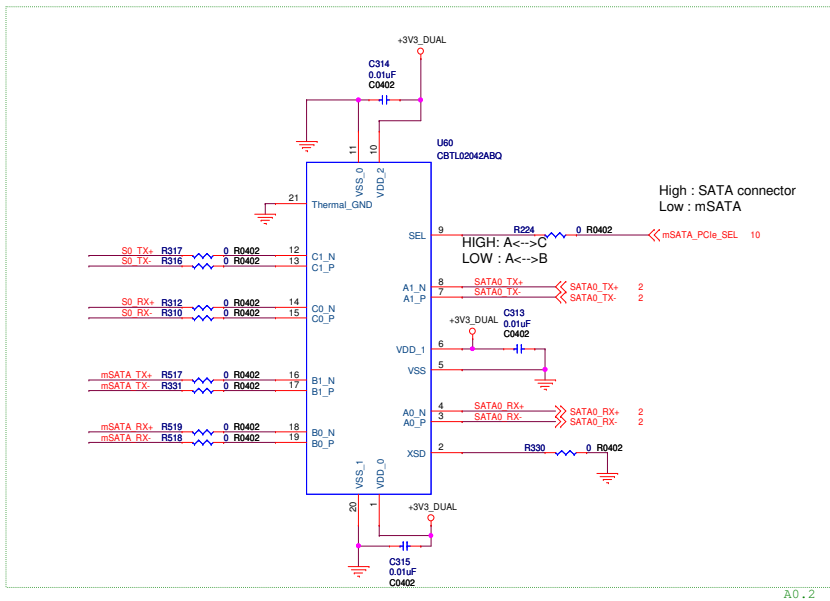 +3V3_DUAL
C314
0.01uF
C0402
U60
CBTL02042ABQ
11
10
VSS_0
VDD_2
21
Thermal_GND
High : SATA connector
Low : mSATA
SEL
9
R224
0
R0402
mSATA_PCIe_SEL
10
HIGH: A<-->C
LOW : A<-->B
S0_TX+ R317 0 R0402 12 C1_N
S0_TX- R316 0 R0402 13 C1_P
A1_N 8 SATA0_TX+ SATA0_TX+ 2
A1_P 7 SATA0_TX- SATA0_TX- 2
S0_RX+ R312 0 R0402 14 C0_N
S0_RX- R310 0 R0402 15 C0_P
+3V3_DUAL
C313
0.01uF
C0402
VDD_1 6
VSS 5
mSATA_TX+ R517 0 R0402 16 B1_N
mSATA_TX- R331 0 R0402 17 B1_P
A0_N 4 SATA0_RX+ SATA0_RX+ 2
A0_P 3 SATA0_RX- SATA0_RX- 2
mSATA_RX+ R519 0 R0402 18 B0_N
mSATA_RX- R518 0 R0402 19 B0_P
XSD 2 R330 0 R0402
VSS_1
VDD_0
20
1
+3V3_DUAL
C315
0.01uF
C0402
A0.2